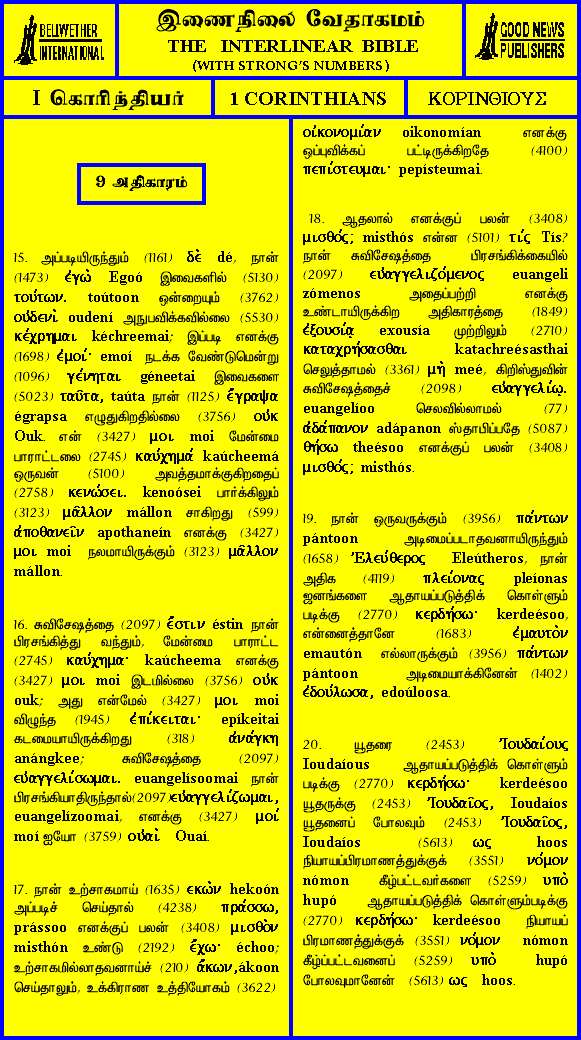 BELLWETHER
INTERNATIONAL
இணைநிலை வேதாகமம்
THE INTERLINEAR BIBLE
(WITH STRONG'S NUMBERS)
GOOD NEWS
PUBLISHERS
I கொரிந்தியர்
1 CORINTHIANS
ΚΟΡΙΝΘΙΟΥΣ
9 அதிகாரம்
15. அப்படியிருந்தும் (1161) δὲ dé, நான்
(1473) ἐγὼ Egoó இவைகளில் (5130)
τούτων. toútoon ஒன்றையும் (3762)
οὐδενὶ oudení அநுபவிக்கவில்லை (5530)
κέχρημαι kéchreemai; இப்படி எனக்கு
(1698) ἐμοί· emoí நடக்க வேண்டுமென்று
(1096) γένηται géneetai இவைகளை
(5023) ταῦτα, taúta நான் (1125) ἔγραψα
égrapsa எழுதுகிறதில்லை (3756) οὐκ
Ouk. என் (3427) μοι moi மேன்மை
பாராட்டலை (2745) καύχημά kaúcheemá
ஒருவன் (5100) அவத்தமாக்குகிறதைப்
(2758) κενώσει. kenoósei பார்க்கிலும்
(3123) μᾶλλον mállon சாகிறது (599)
ἀποθανεῖν apothaneín எனக்கு (3427)
μοι moi நலமாயிருக்கும் (3123) μᾶλλον
mállon.
16. சுவிசேஷத்தை (2097) ἔστιν éstin நான்
பிரசங்கித்து வந்தும், மேன்மை பாராட்ட
(2745) καύχημα· kaúcheema எனக்கு
(3427) μοι moi இடமில்லை (3756) οὐκ
ouk; அது என்மேல் (3427) μοι moi
விழுந்த (1945) ἐπίκειται· epíkeitai
கடமையாயிருக்கிறது (318) ἀνάγκη
anángkee; சுவிசேஷத்தை (2097)
εὐαγγελίσωμαι. euangelísoomai நான்
பிரசங்கியாதிருந்தால்(2097)εὐαγγελίζωμαι,
euangelízoomai, எனக்கு (3427) μοί
moí ஐயோ (3759) οὐαὶ Ouaí.
17. நான் உற்சாகமாய் (1635) εκὼν hekoón
அப்படிச் செய்தால் (4238) πράσσω,
prássoo எனக்குப் பலன் (3408) μισθὸν
misthón உண்டு (2192) ἔχω· échoo;
உற்சாகமில்லாதவனாய்ச் (210) ἄκων,ákoon
செய்தாலும், உக்கிராண உத்தியோகம் (3622)
οἰκονομίαν oikonomían எனக்கு
ஒப்புவிக்கப் பட்டிருக்கிறதே (4100)
πεπίστευμαι· pepísteumai.
18. ஆதலால் எனக்குப் பலன் (3408)
μισθός; misthós என்ன (5101) τίς Tís?
நான் சுவிசேஷத்தை பிரசங்கிக்கையில்
(2097) εὐαγγελιζόμενος euangeli
zómenos அதைப்பற்றி எனக்கு
உண்டாயிருக்கிற அதிகாரத்தை (1849)
ἐξουσίᾳ exousía முற்றிலும் (2710)
καταχρήσασθαι katachreésasthai
செலுத்தாமல் (3361) μὴ meé, கிறிஸ்துவின்
சுவிசேஷத்தைச் (2098) εὐαγγελίῳ.
euangelíoo செலவில்லாமல் (77)
ἀδάπανον adápanon ஸ்தாபிப்பதே (5087)
θήσω theésoo எனக்குப் பலன் (3408)
μισθός; misthós.
19. நான் ஒருவருக்கும் (3956) πάντων
pántoon அடிமைப்படாதவனாயிருந்தும்
(1658) Ἐλεύθερος Eleútheros, நான்
அதிக (4119) πλείονας pleíonas
ஜனங்களை ஆதாயப்படுத்திக் கொள்ளும்
படிக்கு (2770) κερδήσω· kerdeésoo,
என்னைத்தானே (1683) ἐμαυτὸν
emautón எல்லாருக்கும் (3956) πάντων
pántoon அடிமையாக்கினேன் (1402)
ἐδούλωσα, edoúloosa.
20. யூதரை (2453) Ἰουδαίους
Ioudaíous ஆதாயப்படுத்திக் கொள்ளும்
படிக்கு (2770) κερδήσω· kerdeésoo
யூதருக்கு (2453) Ἰουδαῖος, Ioudaíos
யூதனைப் போலவும் (2453) Ἰουδαῖος,
Ioudaíos (5613) ως hoos
நியாயப்பிரமாணத்துக்குக் (3551) νόμον
nómon கீழ்ப்பட்டவர்களை (5259) υπὸ
hupó ஆதாயப்படுத்திக் கொள்ளும்படிக்கு
(2770) κερδήσω· kerdeésoo நியாயப்
பிரமாணத்துக்குக் (3551) νόμον nómon
கீழ்ப்பட்டவனைப் (5259) υπὸ hupó
போலவுமானேன் (5613) ως hoos.